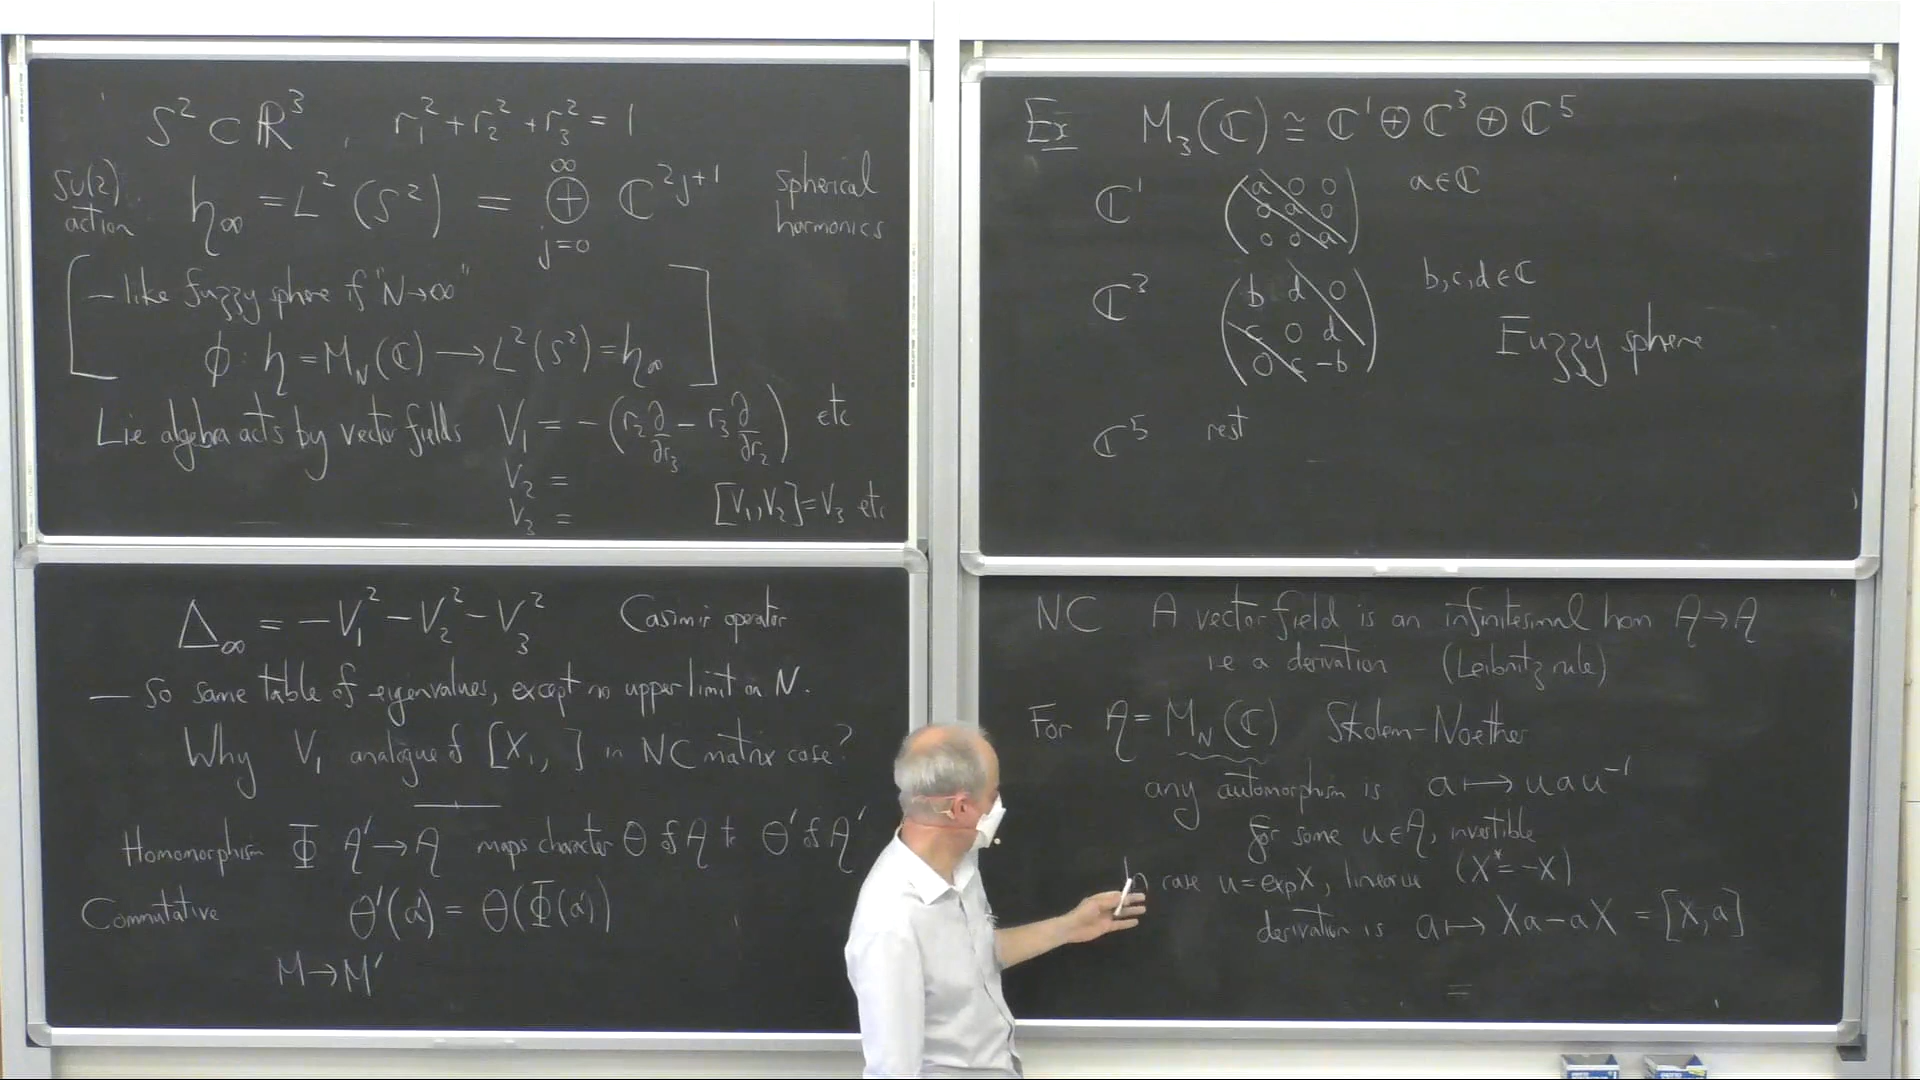 S² ⊂ ℝ³, r₁² + r₂² + r₃² = 1
SU(2) action h_∞ = L²(S²) = ⊕_{j=0}^{∞} ℂ^{2j+1} spherical harmonics
– like fuzzy sphere if "N→∞"
ϕ : h = M_N(ℂ) → L²(S²) = h_∞
Lie algebra acts by vector fields V₁ = -(r₂ ∂/∂r₃ - r₃ ∂/∂r₂) etc
V₂ =
V₃ = [V₁,V₂] = V₃ etc
Δ_∞ = -V₁² - V₂² - V₃² Casimir operator
– So same table of eigenvalues, except no upper limit on N.
Why V₁ analogue of [X₁, ] in NC matrix case?
Homomorphism Φ A' → A maps character θ of A to θ' of A'
Commutative θ'(a') = θ(Φ(a'))
M → M'
Ex M₃(ℂ) ≅ ℂ¹ ⊕ ℂ³ ⊕ ℂ⁵
ℂ¹ (a 0 0 a∈ℂ
0 a 0
0 0 a)
ℂ³ (b d 0 b,c,d∈ℂ
c 0 d Fuzzy sphere
0 c -b)
ℂ⁵ rest
NC A vector field is an infinitesimal hom A→A
i.e a derivation (Leibnitz rule)
For A = M_N(ℂ) Skolem-Noether
any automorphism is a ↦ uau⁻¹
for some u∈A, invertible
In case u = exp X, linearise (X* = -X)
derivation is a ↦ Xa - aX = [X,a]
=